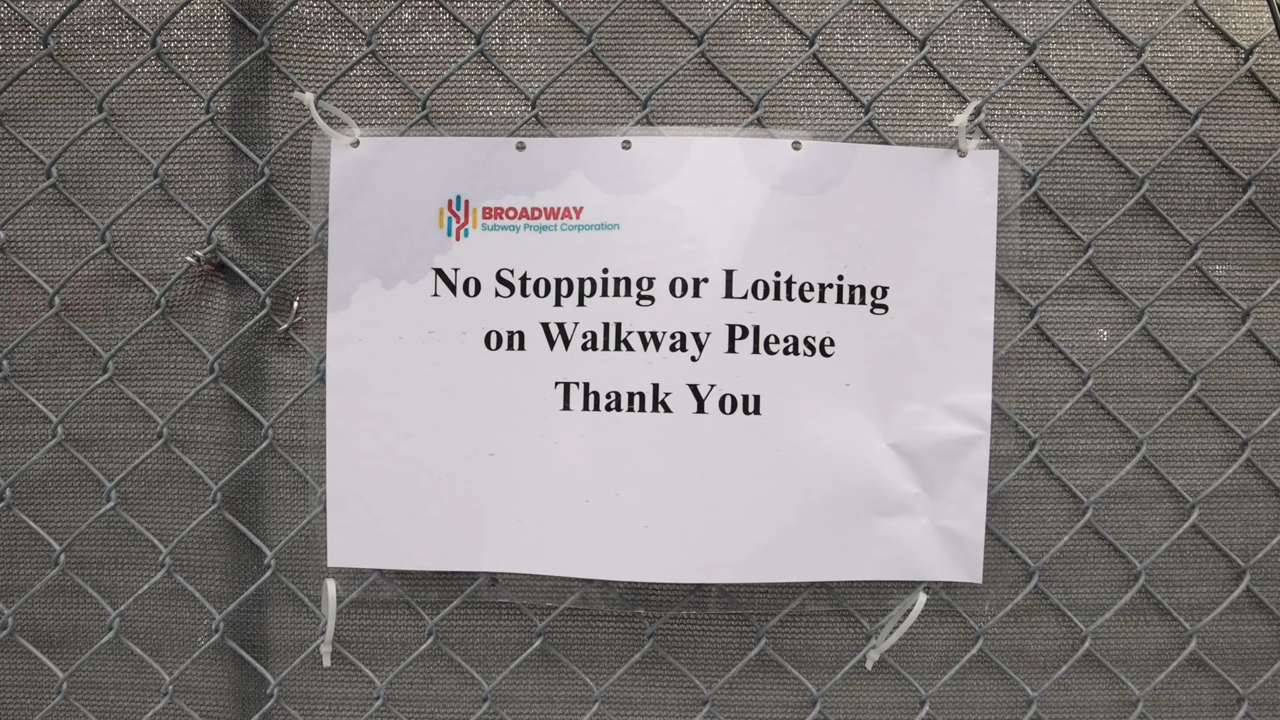 BROADWAY
Subway Project Corporation
No Stopping or Loitering
on Walkway Please
Thank You